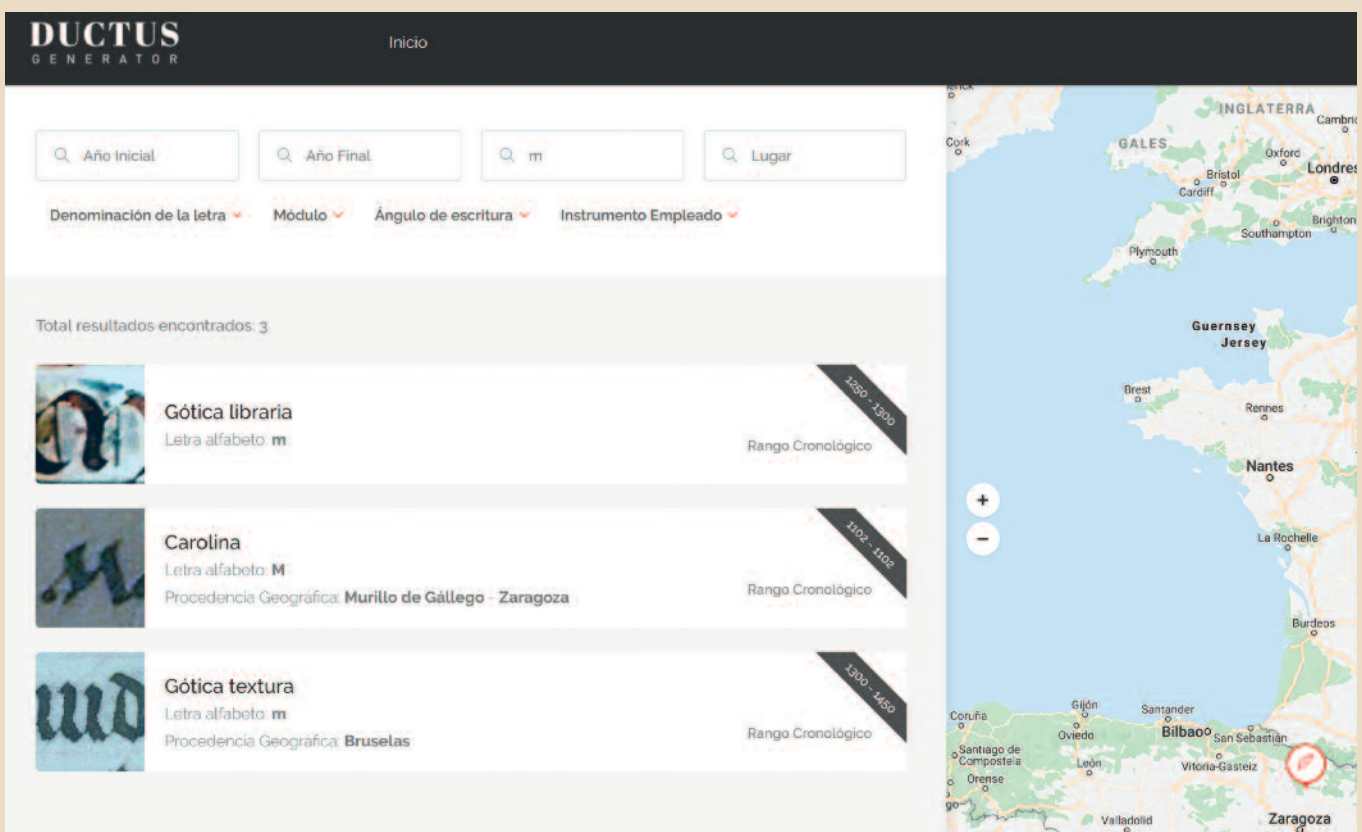 DUCTUS
GENERATOR
Inicio
Año Inicial
Año Final
m
Lugar
Denominación de la letra
Módulo
Ángulo de escritura
Instrumento Empleado
Total resultados encontrados: 3
Gótica libraria
Letra alfabeto: m
1250 - 1300
Rango Cronológico
Carolina
Letra alfabeto: M
Procedencia Geográfica: Murillo de Gállego - Zaragoza
1102 - 1102
Rango Cronológico
Gótica textura
Letra alfabeto: m
Procedencia Geográfica: Bruselas
1300 - 1450
Rango Cronológico
INGLATERRA
Cork
GALES
Oxford
Londres
Bristol
Cardiff
Brighton
Southampton
Plymouth
Guernsey
Jersey
Brest
Rennes
Nantes
+
−
La Rochelle
Burdeos
Coruña
Gijón
Santander
Oviedo
Bilbao
San Sebastián
Santiago de
Compostela
León
Vitoria-Gasteiz
Orense
Valladolid
Zaragoza